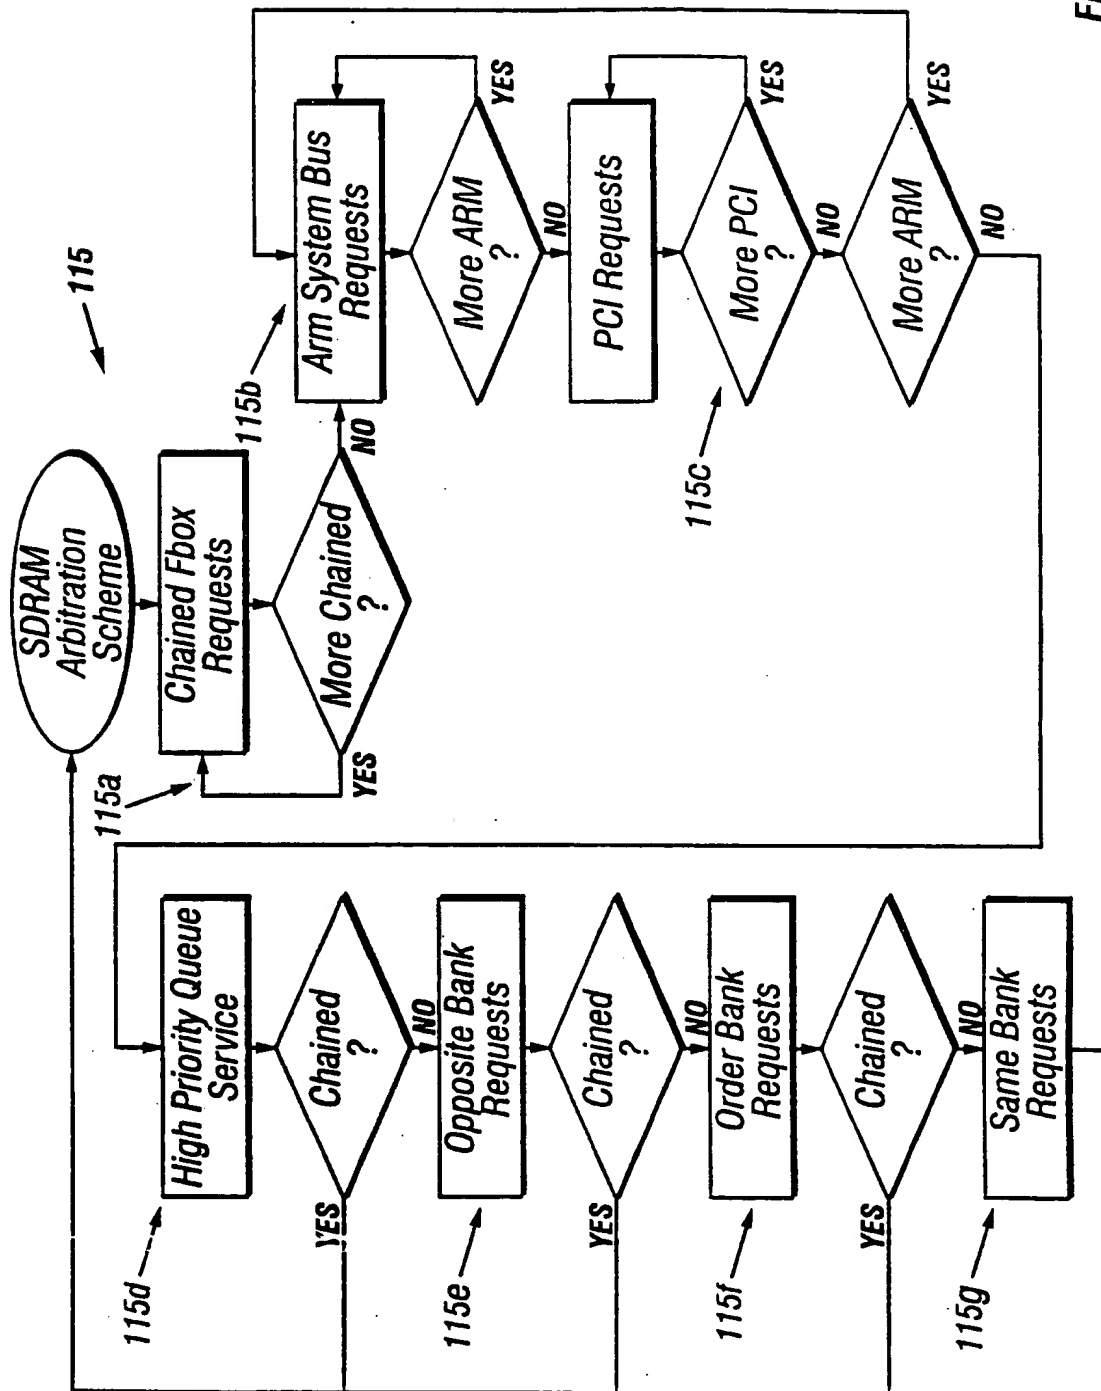 115
SDRAM
Arbitration
Scheme
115a
Chained Fbox
Requests
More Chained
?
YES
NO
115b
Arm System Bus
Requests
More ARM
?
YES
NO
PCI Requests
115c
More PCI
?
YES
NO
More ARM
?
YES
NO
115d
High Priority Queue
Service
Chained
?
YES
NO
115e
Opposite Bank
Requests
Chained
?
YES
NO
115f
Order Bank
Requests
Chained
?
YES
NO
115g
Same Bank
Requests